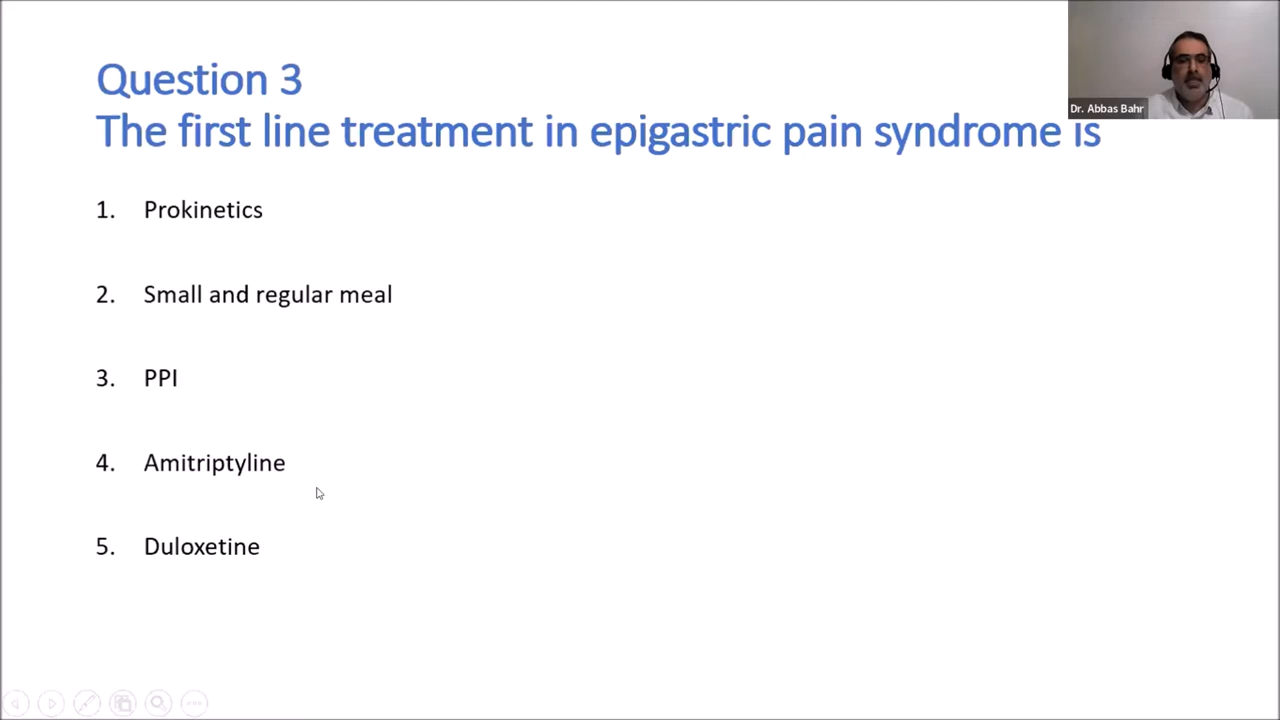 Question 3
The first line treatment in epigastric pain syndrome is
Dr. Abbas Bahr
1. Prokinetics
2. Small and regular meal
3. PPI
4. Amitriptyline
5. Duloxetine